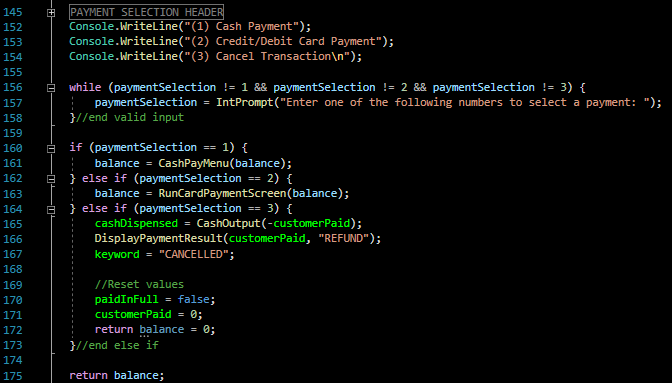 145 PAYMENT SELECTION HEADER
152 Console.WriteLine("(1) Cash Payment");
153 Console.WriteLine("(2) Credit/Debit Card Payment");
154 Console.WriteLine("(3) Cancel Transaction\n");
155
156 while (paymentSelection != 1 && paymentSelection != 2 && paymentSelection != 3) {
157 paymentSelection = IntPrompt("Enter one of the following numbers to select a payment: ");
158 }//end valid input
159
160 if (paymentSelection == 1) {
161 balance = CashPayMenu(balance);
162 } else if (paymentSelection == 2) {
163 balance = RunCardPaymentScreen(balance);
164 } else if (paymentSelection == 3) {
165 cashDispensed = CashOutput(-customerPaid);
166 DisplayPaymentResult(customerPaid, "REFUND");
167 keyword = "CANCELLED";
168
169 //Reset values
170 paidInFull = false;
171 customerPaid = 0;
172 return balance = 0;
173 }//end else if
174
175 return balance;